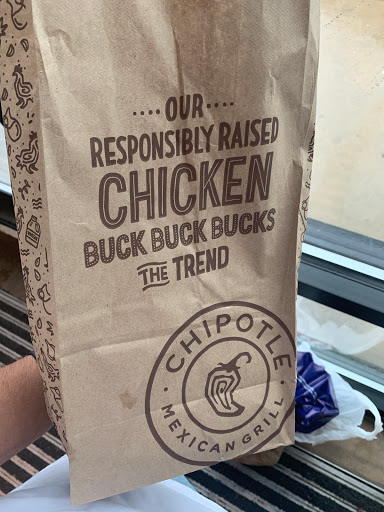 OUR
RESPONSIBLY RAISED
CHICKEN
BUCK BUCK BUCKS
THE TREND
CHIPOTLE
MEXICAN GRILL